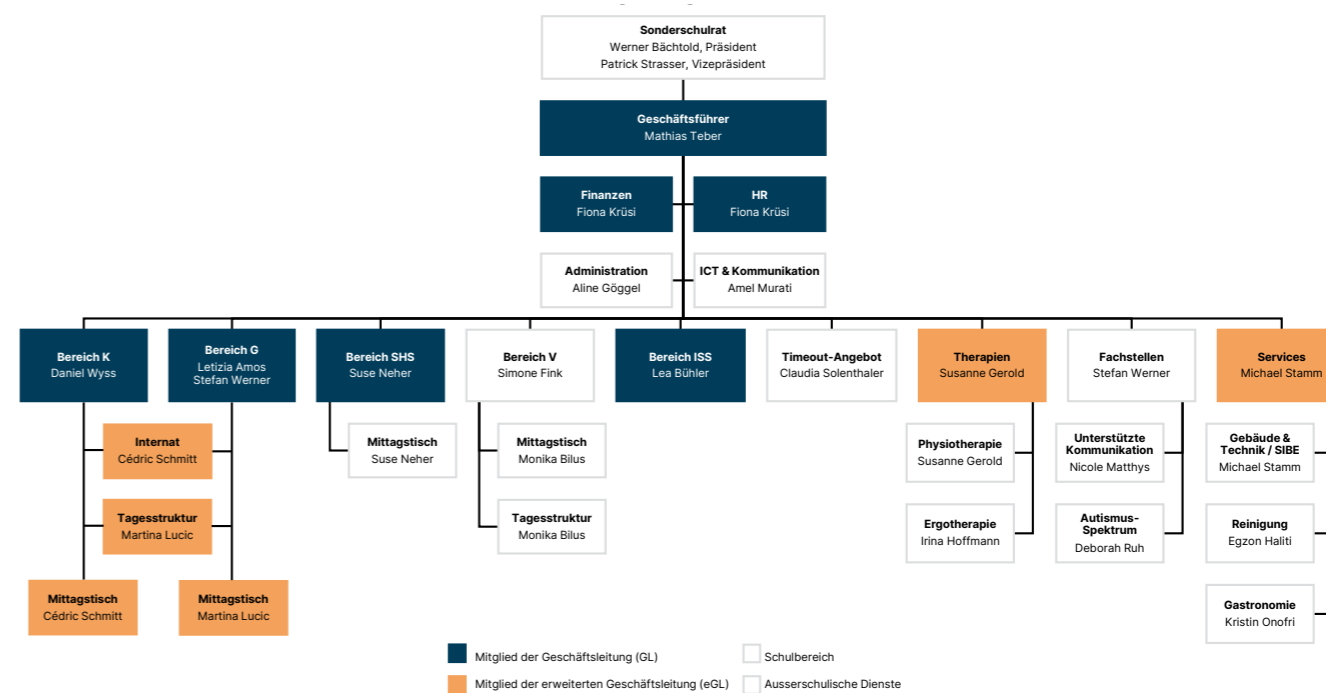 Sonderschulrat
Werner Bächtold, Präsident
Patrick Strasser, Vizepräsident
Geschäftsführer
Mathias Teber
Finanzen
Fiona Krüsi
HR
Fiona Krüsi
Administration
Aline Göggel
ICT & Kommunikation
Amel Murati
Bereich K
Daniel Wyss
Bereich G
Letizia Amos
Stefan Werner
Bereich SHS
Suse Neher
Bereich V
Simone Fink
Bereich ISS
Lea Bühler
Timeout-Angebot
Claudia Solenthaler
Therapien
Susanne Gerold
Fachstellen
Stefan Werner
Services
Michael Stamm
Internat
Cédric Schmitt
Mittagstisch
Suse Neher
Mittagstisch
Monika Bilus
Physiotherapie
Susanne Gerold
Unterstützte
Kommunikation
Nicole Matthys
Gebäude &
Technik / SIBE
Michael Stamm
Tagesstruktur
Martina Lucic
Tagesstruktur
Monika Bilus
Ergotherapie
Irina Hoffmann
Autismus-
Spektrum
Deborah Ruh
Reinigung
Egzon Haliti
Mittagstisch
Cédric Schmitt
Mittagstisch
Martina Lucic
Gastronomie
Kristin Onofri
Mitglied der Geschäftsleitung (GL)
Schulbereich
Mitglied der erweiterten Geschäftsleitung (eGL)
Ausserschulische Dienste